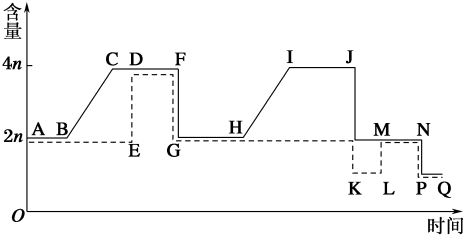 含量
4n
C D F I J
2n
A B H M N
E G
K L P Q
O
时间